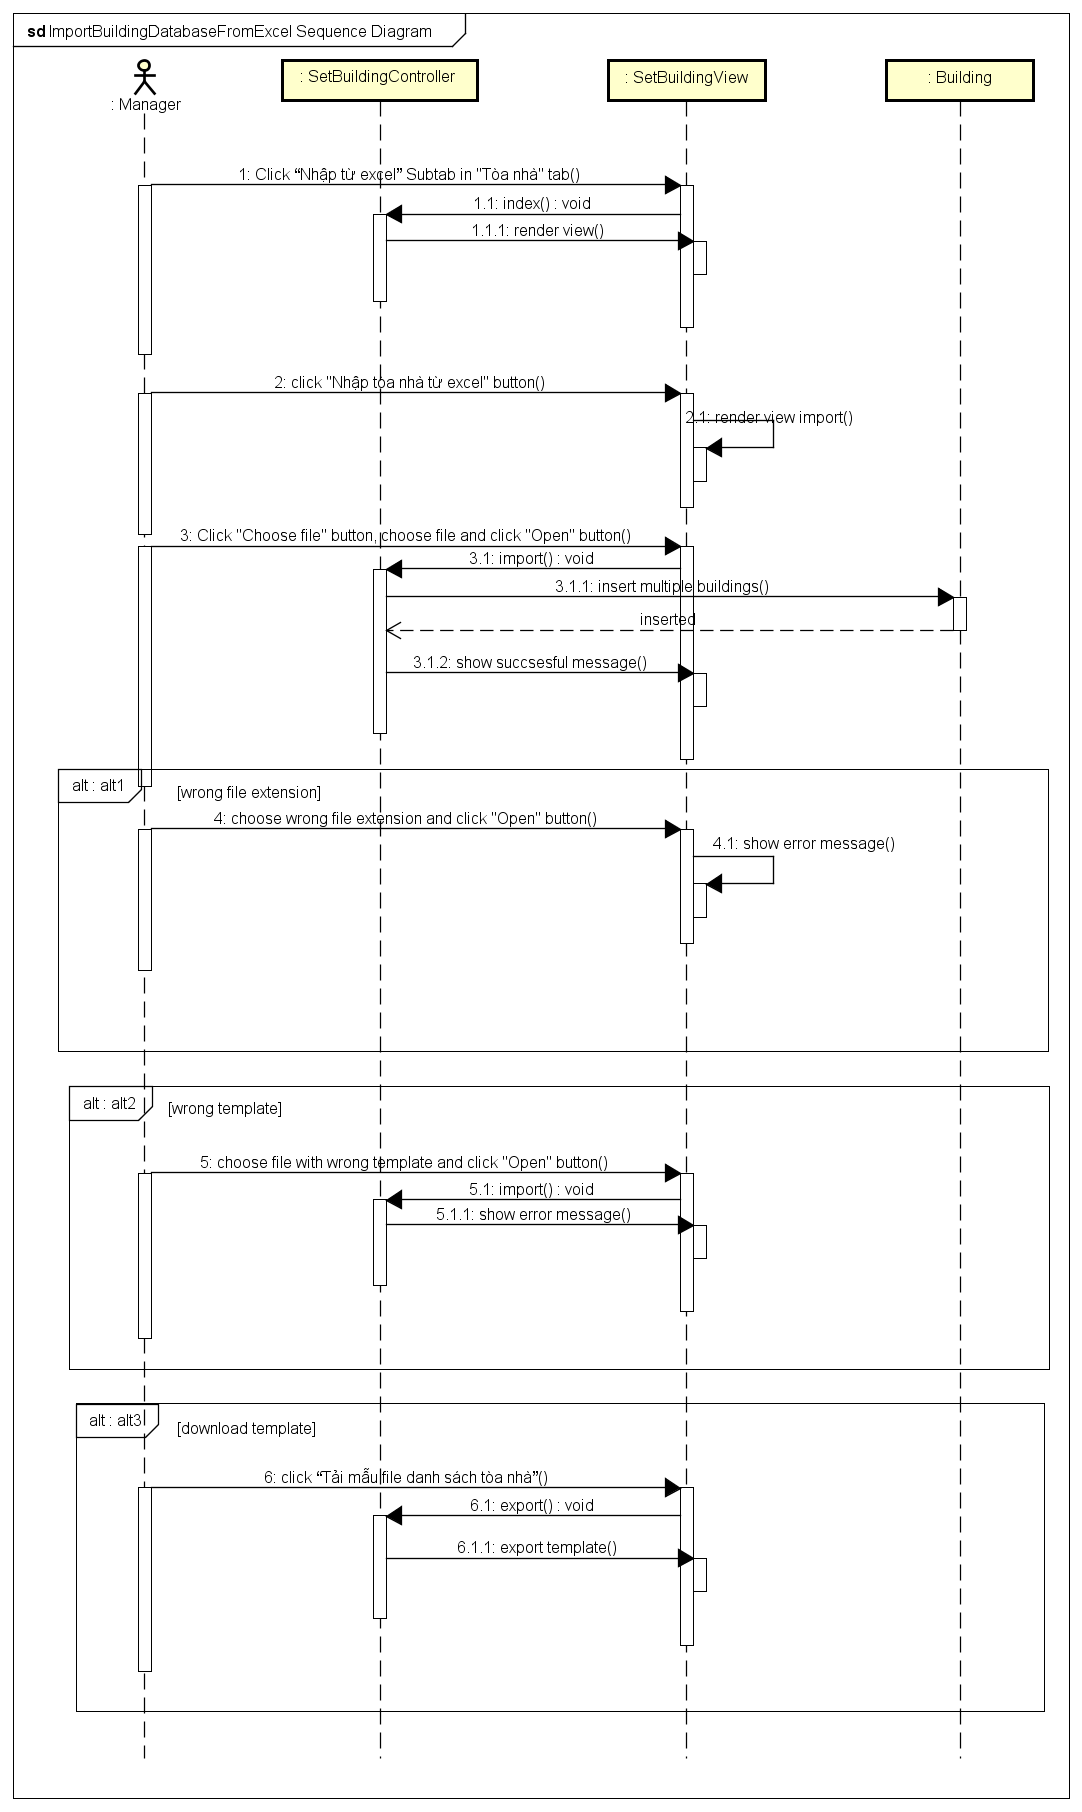 sd ImportBuildingDatabaseFromExcel Sequence Diagram
: Manager
: SetBuildingController
: SetBuildingView
: Building
1: Click “Nhập từ excel” Subtab in "Tòa nhà" tab()
1.1: index() : void
1.1.1: render view()
2: click "Nhập tòa nhà từ excel" button()
2.1: render view import()
3: Click "Choose file" button, choose file and click "Open" button()
3.1: import() : void
3.1.1: insert multiple buildings()
inserted
3.1.2: show succsesful message()
alt : alt1
[wrong file extension]
4: choose wrong file extension and click "Open" button()
4.1: show error message()
alt : alt2
[wrong template]
5: choose file with wrong template and click "Open" button()
5.1: import() : void
5.1.1: show error message()
alt : alt3
[download template]
6: click “Tải mẫu file danh sách tòa nhà”()
6.1: export() : void
6.1.1: export template()